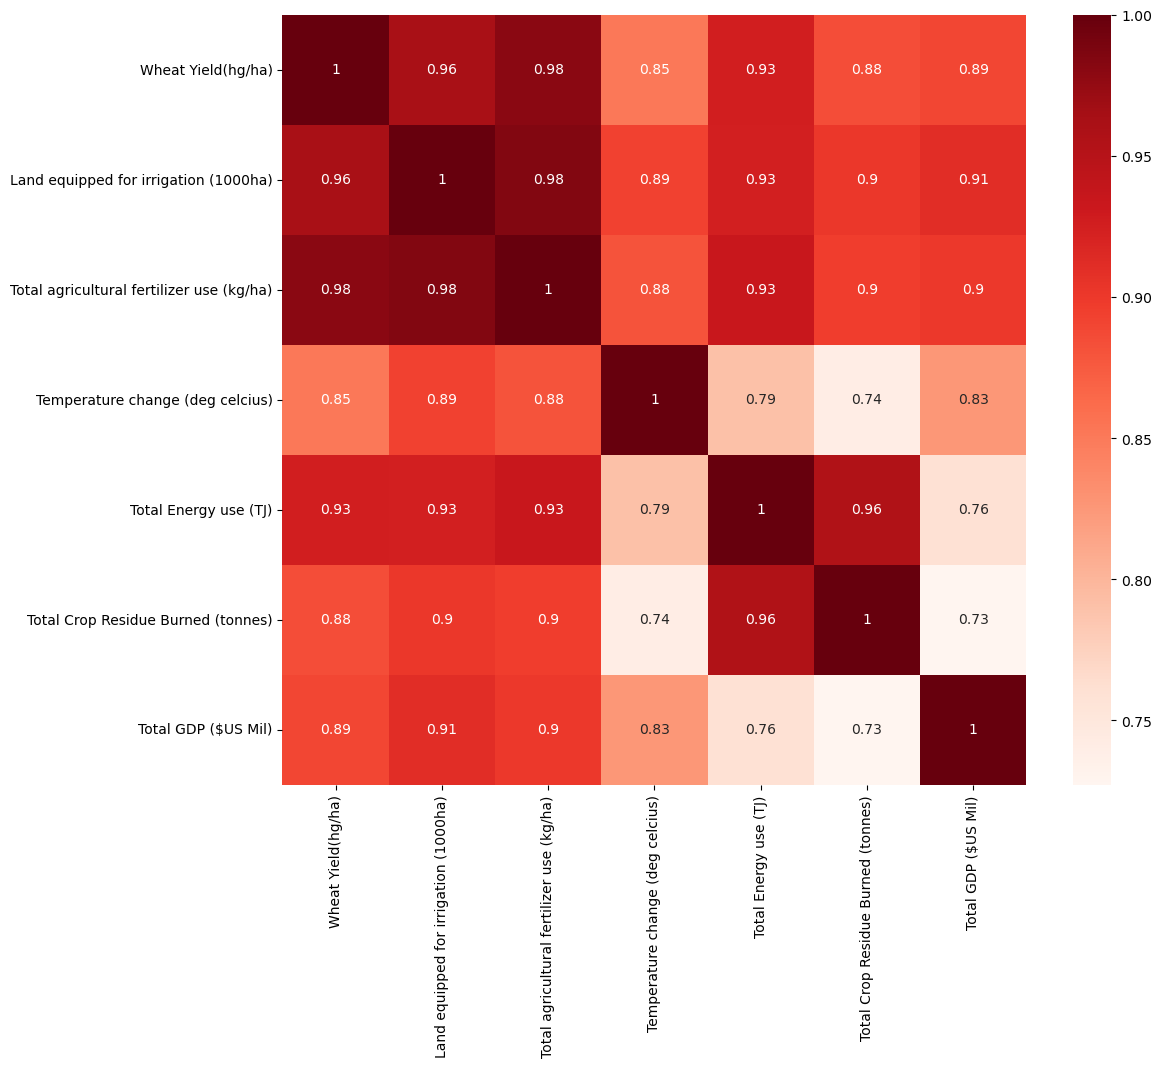 1.00
Wheat Yield(hg/ha) 1 0.96 0.98 0.85 0.93 0.88 0.89
0.95
Land equipped for irrigation (1000ha) 0.96 1 0.98 0.89 0.93 0.9 0.91
Total agricultural fertilizer use (kg/ha) 0.98 0.98 1 0.88 0.93 0.9 0.9
0.90
Temperature change (deg celcius) 0.85 0.89 0.88 1 0.79 0.74 0.83
0.85
Total Energy use (TJ) 0.93 0.93 0.93 0.79 1 0.96 0.76
0.80
Total Crop Residue Burned (tonnes) 0.88 0.9 0.9 0.74 0.96 1 0.73
0.75
Total GDP ($US Mil) 0.89 0.91 0.9 0.83 0.76 0.73 1
Wheat Yield(hg/ha)
Land equipped for irrigation (1000ha)
Total agricultural fertilizer use (kg/ha)
Temperature change (deg celcius)
Total Energy use (TJ)
Total Crop Residue Burned (tonnes)
Total GDP ($US Mil)